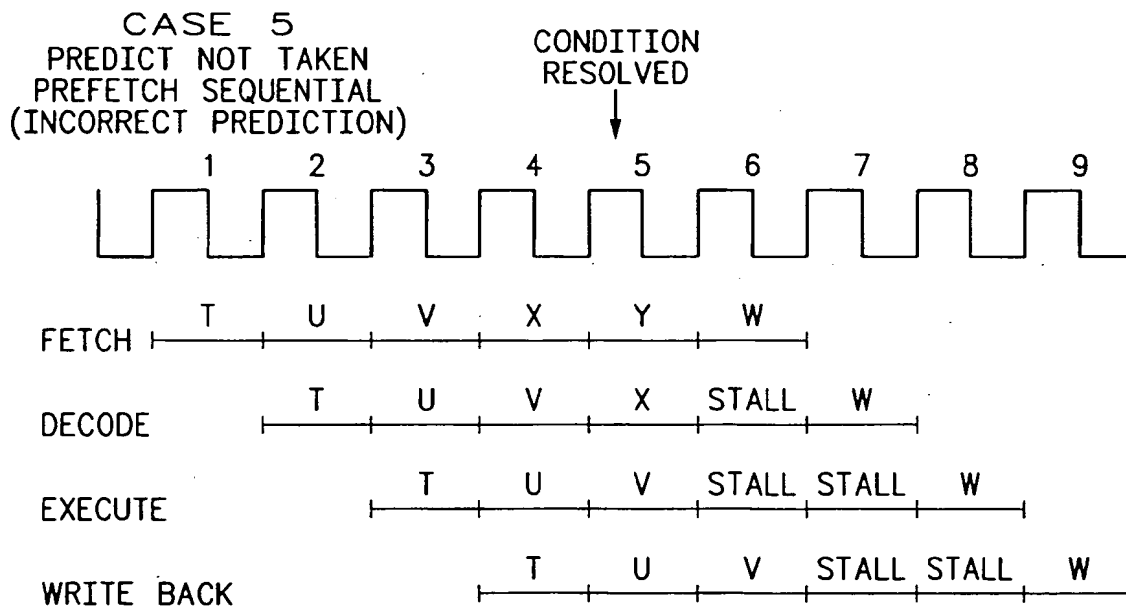 CASE 5
PREDICT NOT TAKEN
PREFETCH SEQUENTIAL
(INCORRECT PREDICTION)
CONDITION
RESOLVED
1 2 3 4 5 6 7 8 9
FETCH T U V X Y W
DECODE T U V X STALL W
EXECUTE T U V STALL STALL W
WRITE BACK T U V STALL STALL W